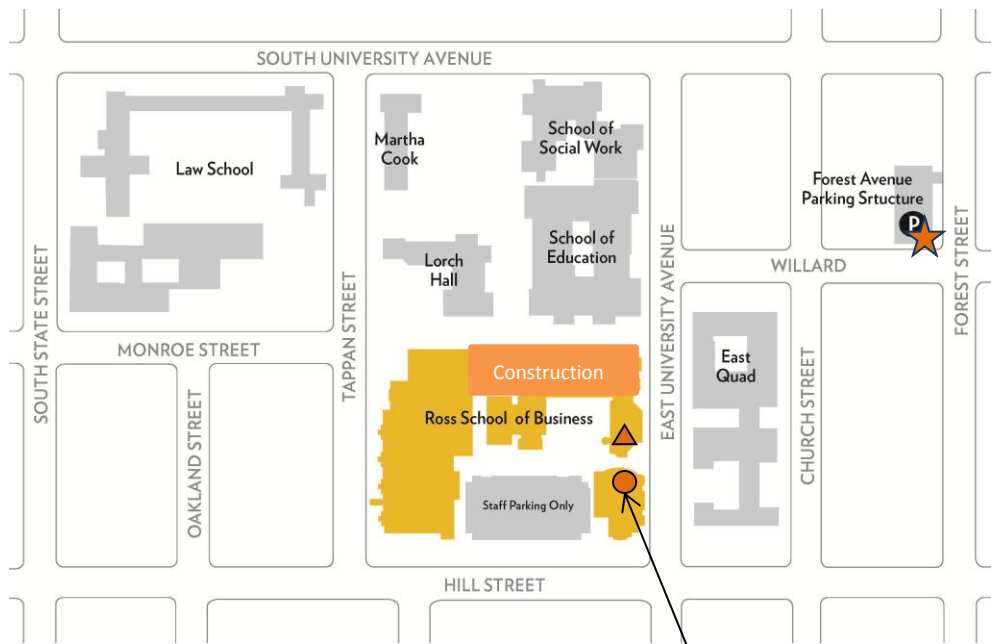 SOUTH UNIVERSITY AVENUE
Law School
Martha
Cook
School of
Social Work
Forest Avenue
Parking Srtucture
P
School of
Education
Lorch
Hall
WILLARD
SOUTH STATE STREET
TAPPAN STREET
EAST UNIVERSITY AVENUE
FOREST STREET
MONROE STREET
Construction
East
Quad
OAKLAND STREET
CHURCH STREET
Ross School of Business
Staff Parking Only
HILL STREET